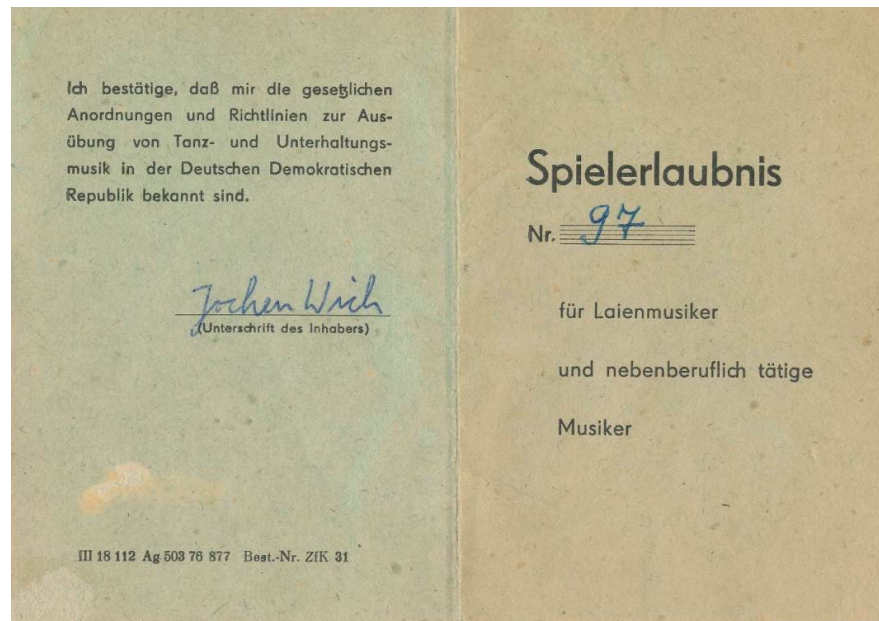 Ich bestätige, daß mir die gesetzlichen
Anordnungen und Richtlinien zur Aus-
übung von Tanz- und Unterhaltungs-
musik in der Deutschen Demokratischen
Republik bekannt sind.
Jochen Wich
(Unterschrift des Inhabers)
III 18 112 Ag 503 76 877 Best.-Nr. ZfK 31
Spielerlaubnis
Nr. 97
für Laienmusiker
und nebenberuflich tätige
Musiker